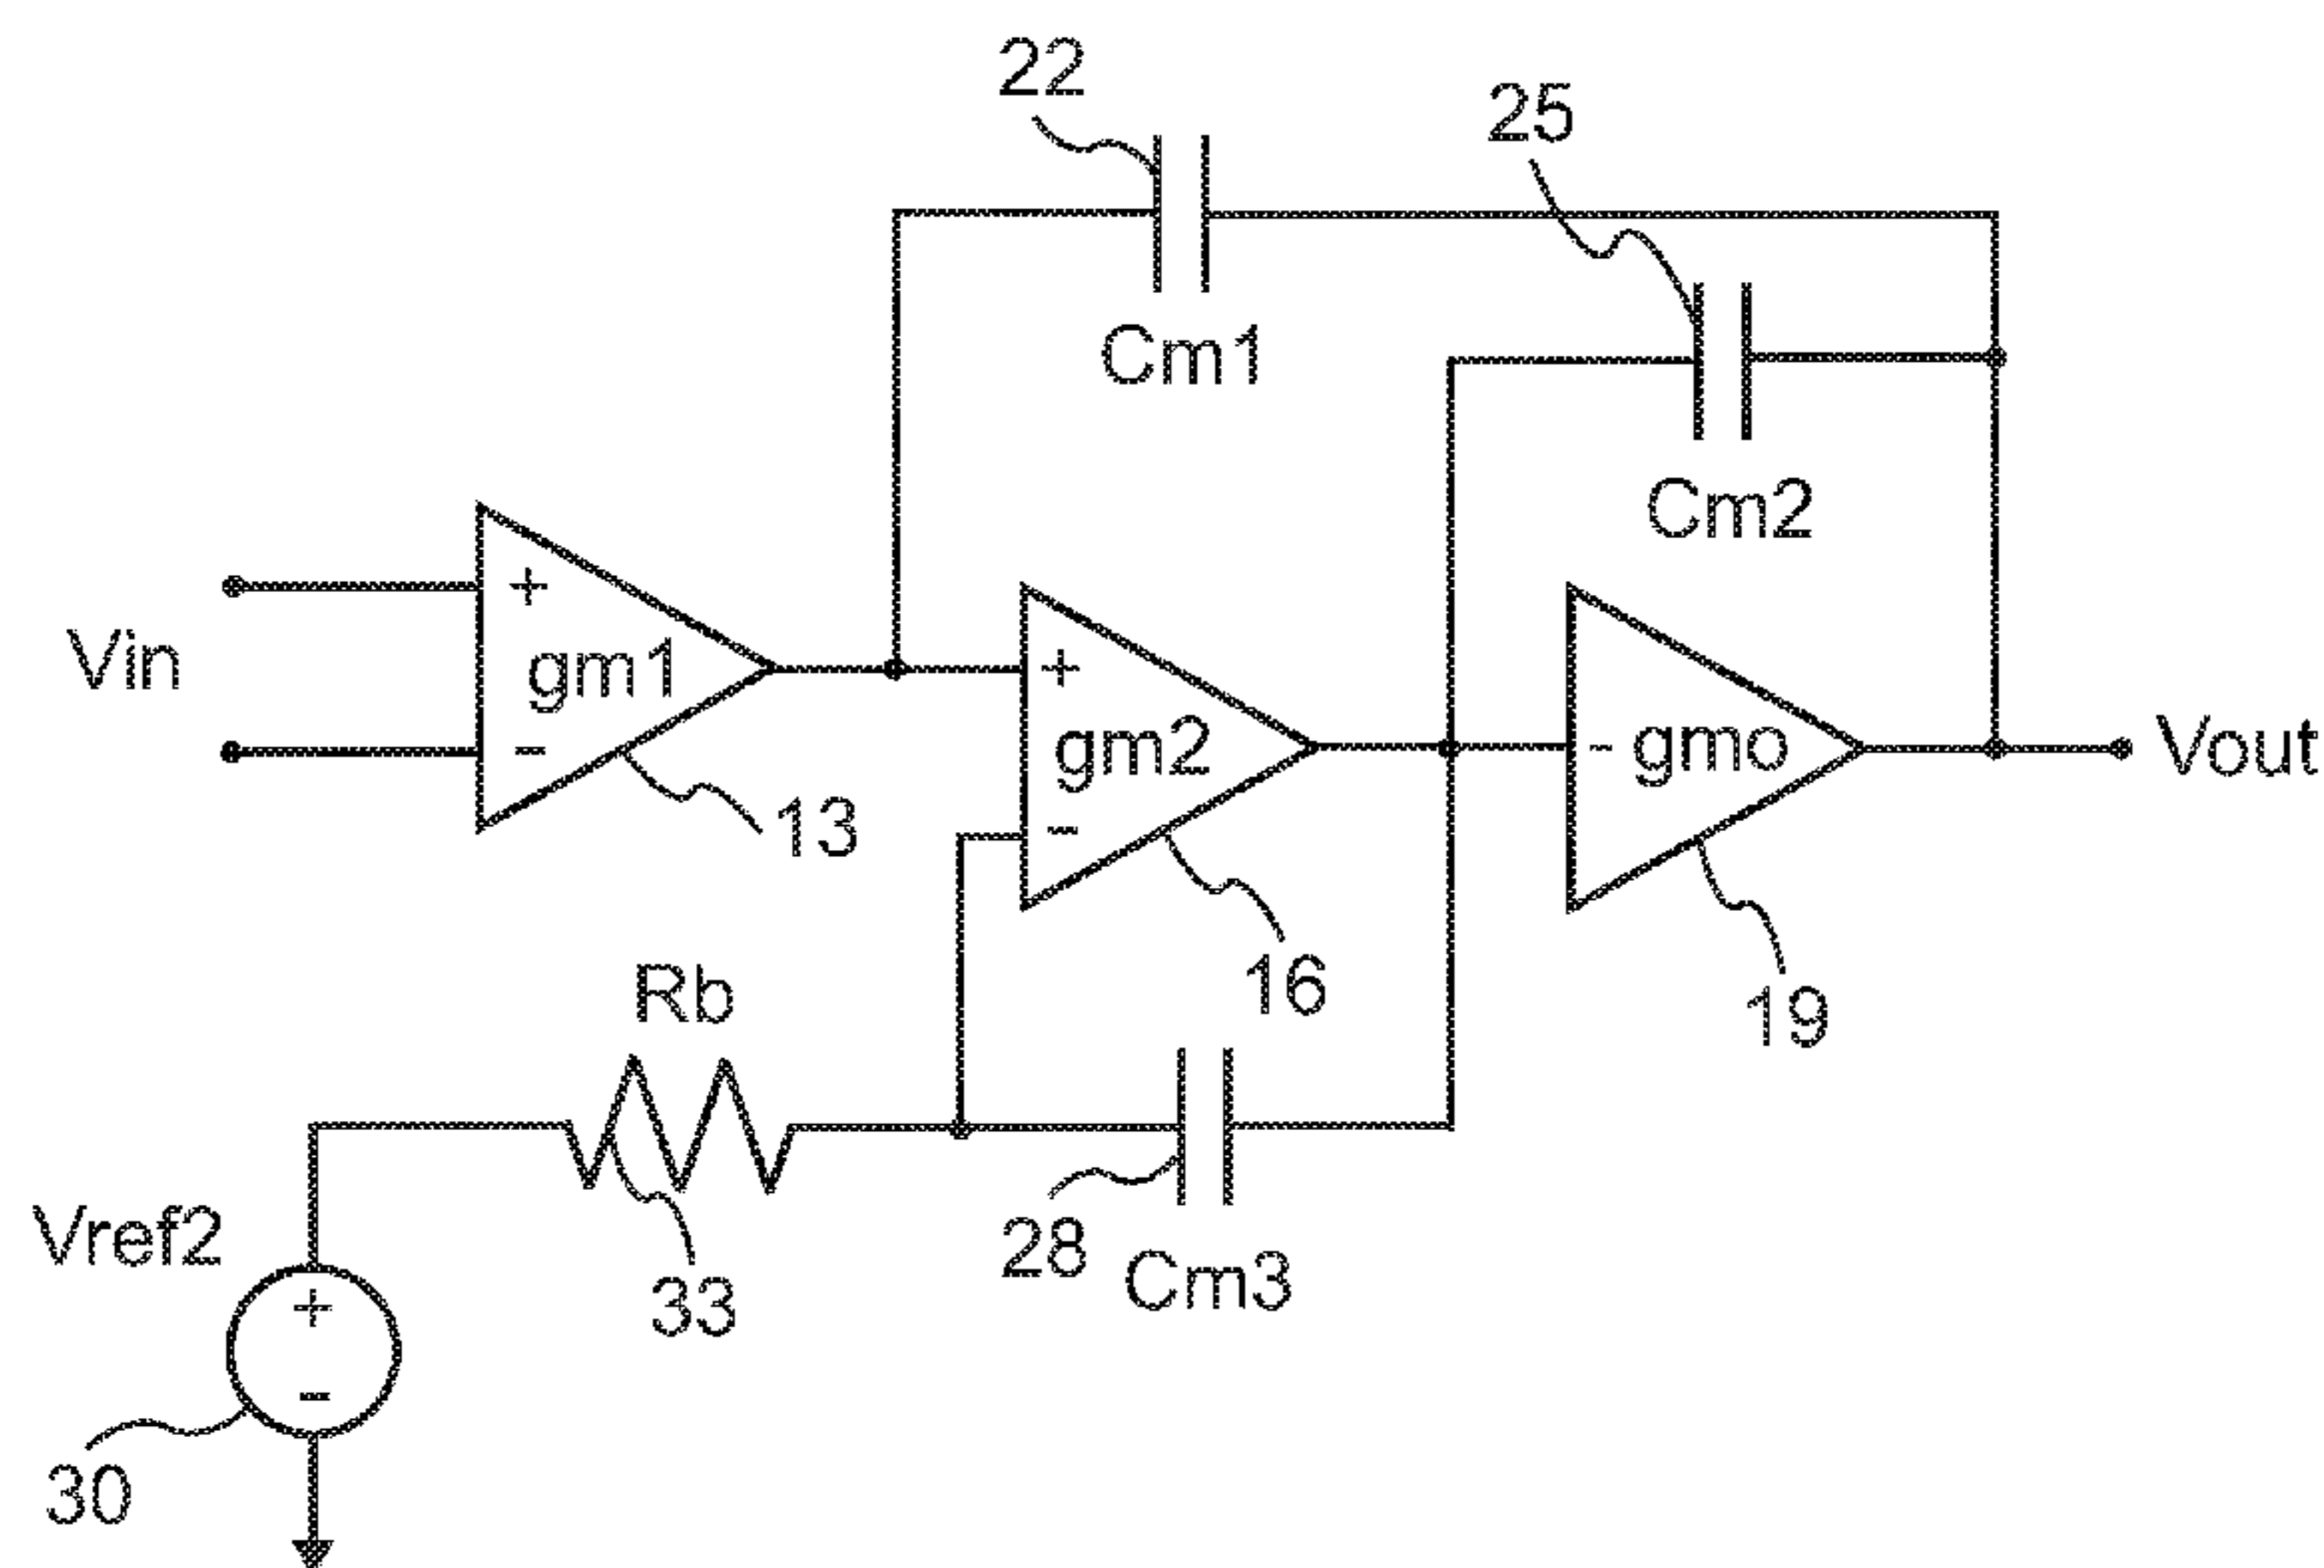 22
25
Cm1
Cm2
+
Vin
gm1
-
13
+
gm2
-
16
- gmo
19
Vout
Rb
33
28
Cm3
Vref2
+
-
30